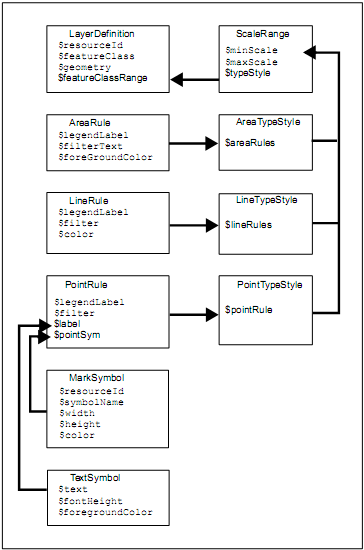 LayerDefinition
$resourceId
$featureClass
$geometry
$featureClassRange
ScaleRange
$minScale
$maxScale
$typeStyle
AreaRule
$legendLabel
$filterText
$foreGroundColor
AreaTypeStyle
$areaRules
LineRule
$legendLabel
$filter
$color
LineTypeStyle
$lineRules
PointRule
$legendLabel
$filter
$label
$pointSym
PointTypeStyle
$pointRule
MarkSymbol
$resourceId
$symbolName
$width
$height
$color
TextSymbol
$text
$fontHeight
$foregroundColor